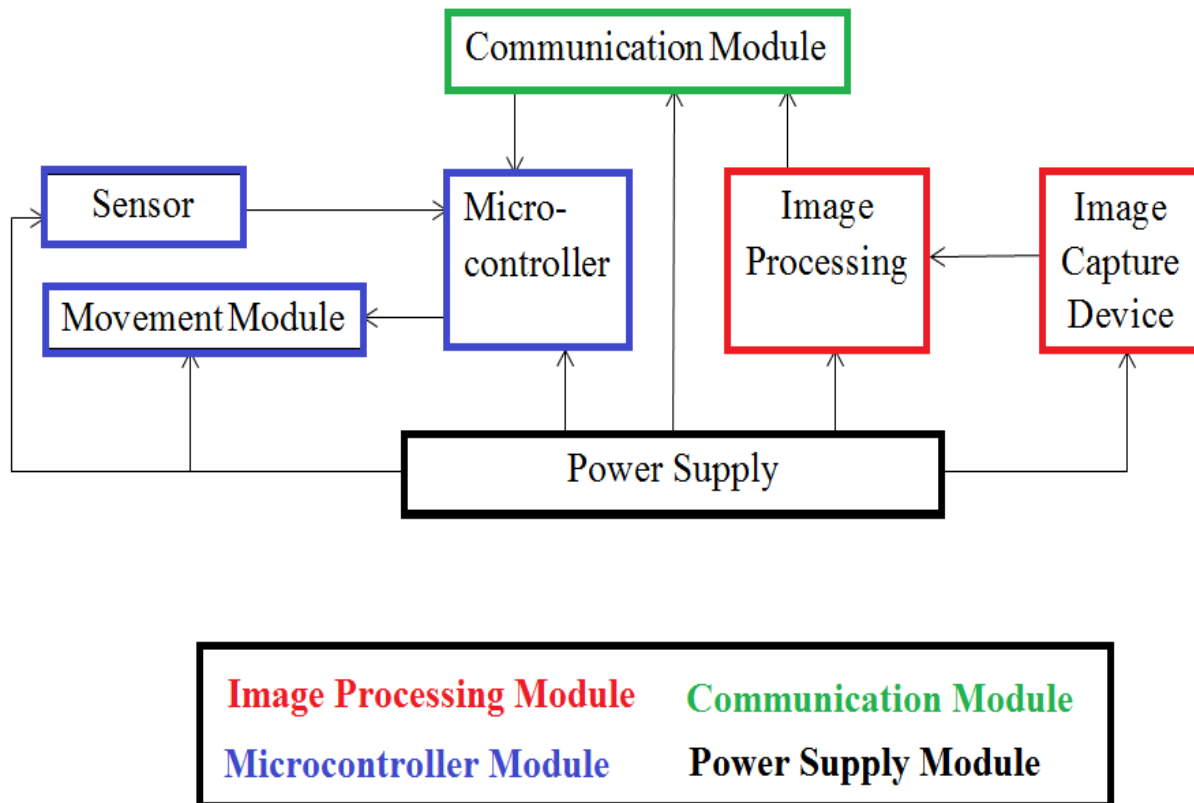 Communication Module
Sensor
Micro-
controller
Movement Module
Image
Processing
Image
Capture
Device
Power Supply
Image Processing Module
Communication Module
Microcontroller Module
Power Supply Module